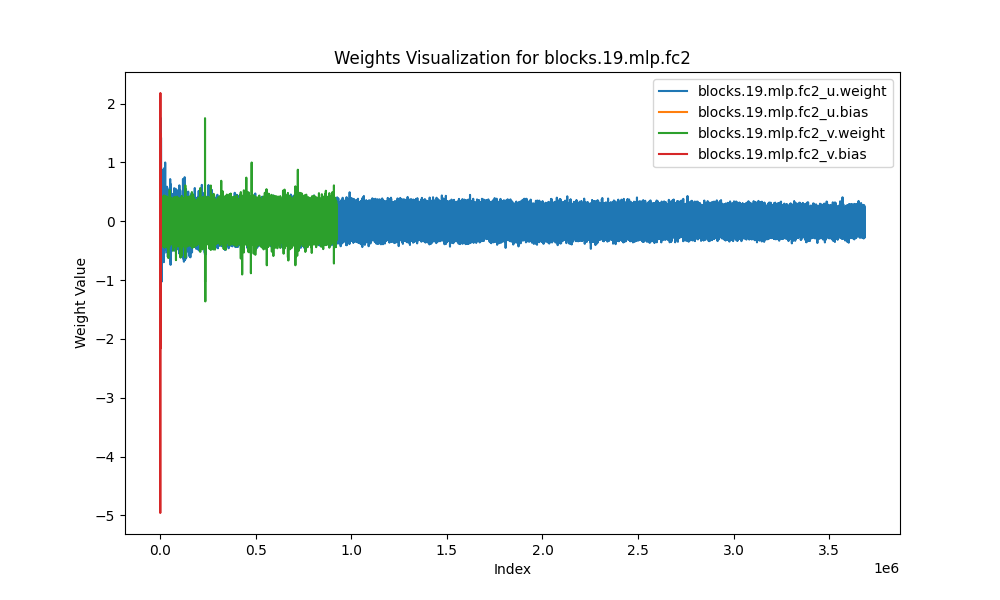 Weights Visualization for blocks.19.mlp.fc2
blocks.19.mlp.fc2_u.weight
blocks.19.mlp.fc2_u.bias
blocks.19.mlp.fc2_v.weight
blocks.19.mlp.fc2_v.bias
2
1
0
−1
−2
−3
−4
−5
Weight Value
0.0 0.5 1.0 1.5 2.0 2.5 3.0 3.5
1e6
Index